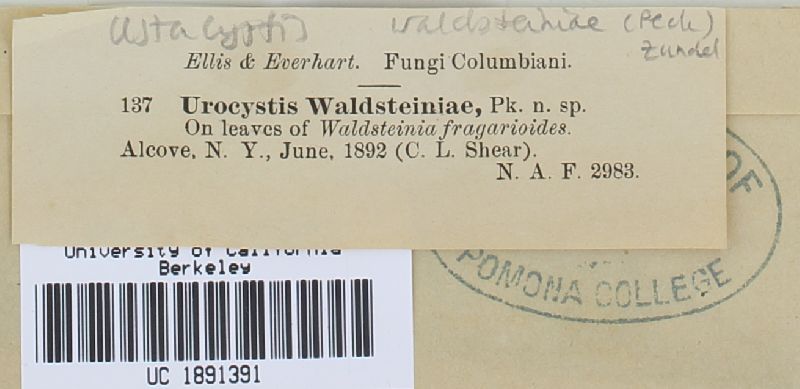 Ustacystis waldsteiniae (Peck)
Zundel
Ellis & Everhart. Fungi Columbiani.
137 Urocystis Waldsteiniae, Pk. n. sp.
On leaves of Waldsteinia fragarioides.
Alcove, N. Y., June, 1892 (C. L. Shear).
N. A. F. 2983.
OF
POMONA COLLEGE
University of California
Berkeley
UC 1891391